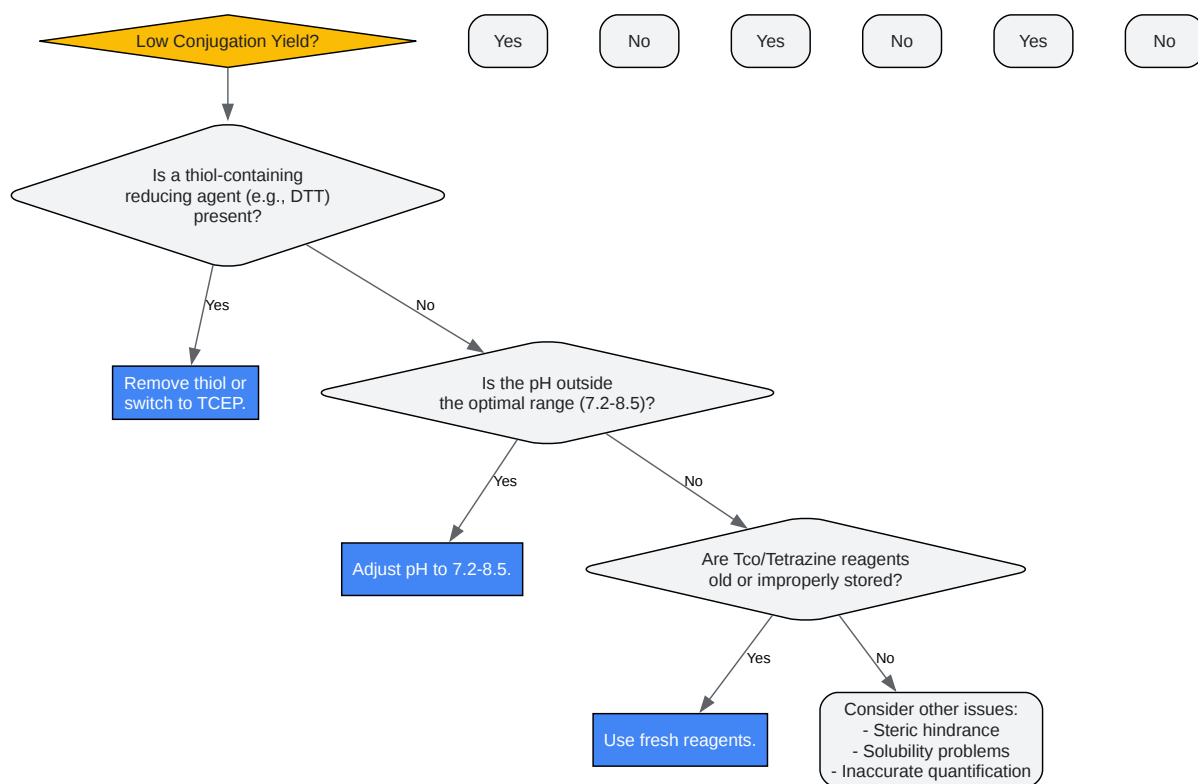 Low Conjugation Yield?
Yes
No
Yes
No
Yes
No
Is a thiol-containing
reducing agent (e.g., DTT)
present?
Yes
No
Remove thiol or
switch to TCEP.
Is the pH outside
the optimal range (7.2-8.5)?
Yes
No
Adjust pH to 7.2-8.5.
Are Tco/Tetrazine reagents
old or improperly stored?
Yes
No
Use fresh reagents.
Consider other issues:
- Steric hindrance
- Solubility problems
- Inaccurate quantification